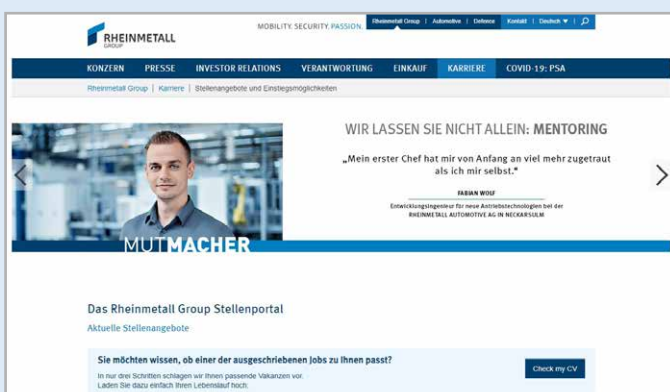 RHEINMETALL
GROUP
MOBILITY. SECURITY. PASSION.
Rheinmetall Group | Automotive | Defence
Kontakt | Deutsch ▼ |
KONZERN PRESSE INVESTOR RELATIONS VERANTWORTUNG EINKAUF KARRIERE COVID-19: PSA
Rheinmetall Group | Karriere | Stellenangebote und Einstiegsmöglichkeiten
WIR LASSEN SIE NICHT ALLEIN: MENTORING
„Mein erster Chef hat mir von Anfang an viel mehr zugetraut
als ich mir selbst.“
FABIAN WOLF
Entwicklungsingenieur für neue Antriebstechnologien bei der
RHEINMETALL AUTOMOTIVE AG IN NECKARSULM
MUTMACHER
Das Rheinmetall Group Stellenportal
Aktuelle Stellenangebote
Sie möchten wissen, ob einer der ausgeschriebenen Jobs zu Ihnen passt?
In nur drei Schritten schlagen wir Ihnen passende Vakanzen vor.
Laden Sie dazu einfach Ihren Lebenslauf hoch.
Check my CV